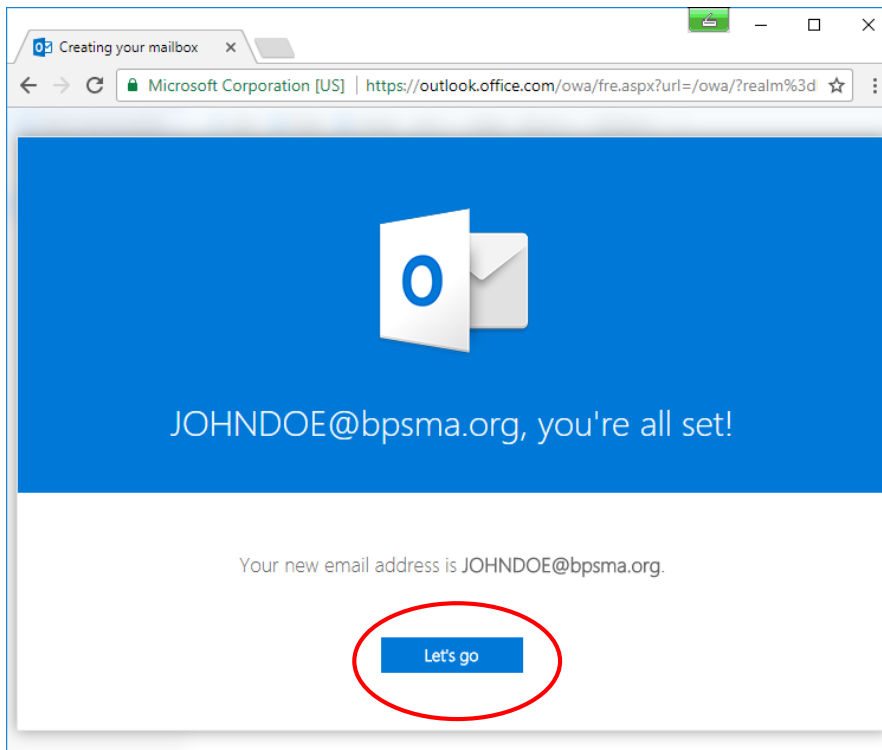 Creating your mailbox
Microsoft Corporation [US] | https://outlook.office.com/owa/fre.aspx?url=/owa/?realm%3d
O
JOHNDOE@bpsma.org, you're all set!
Your new email address is JOHNDOE@bpsma.org.
Let's go